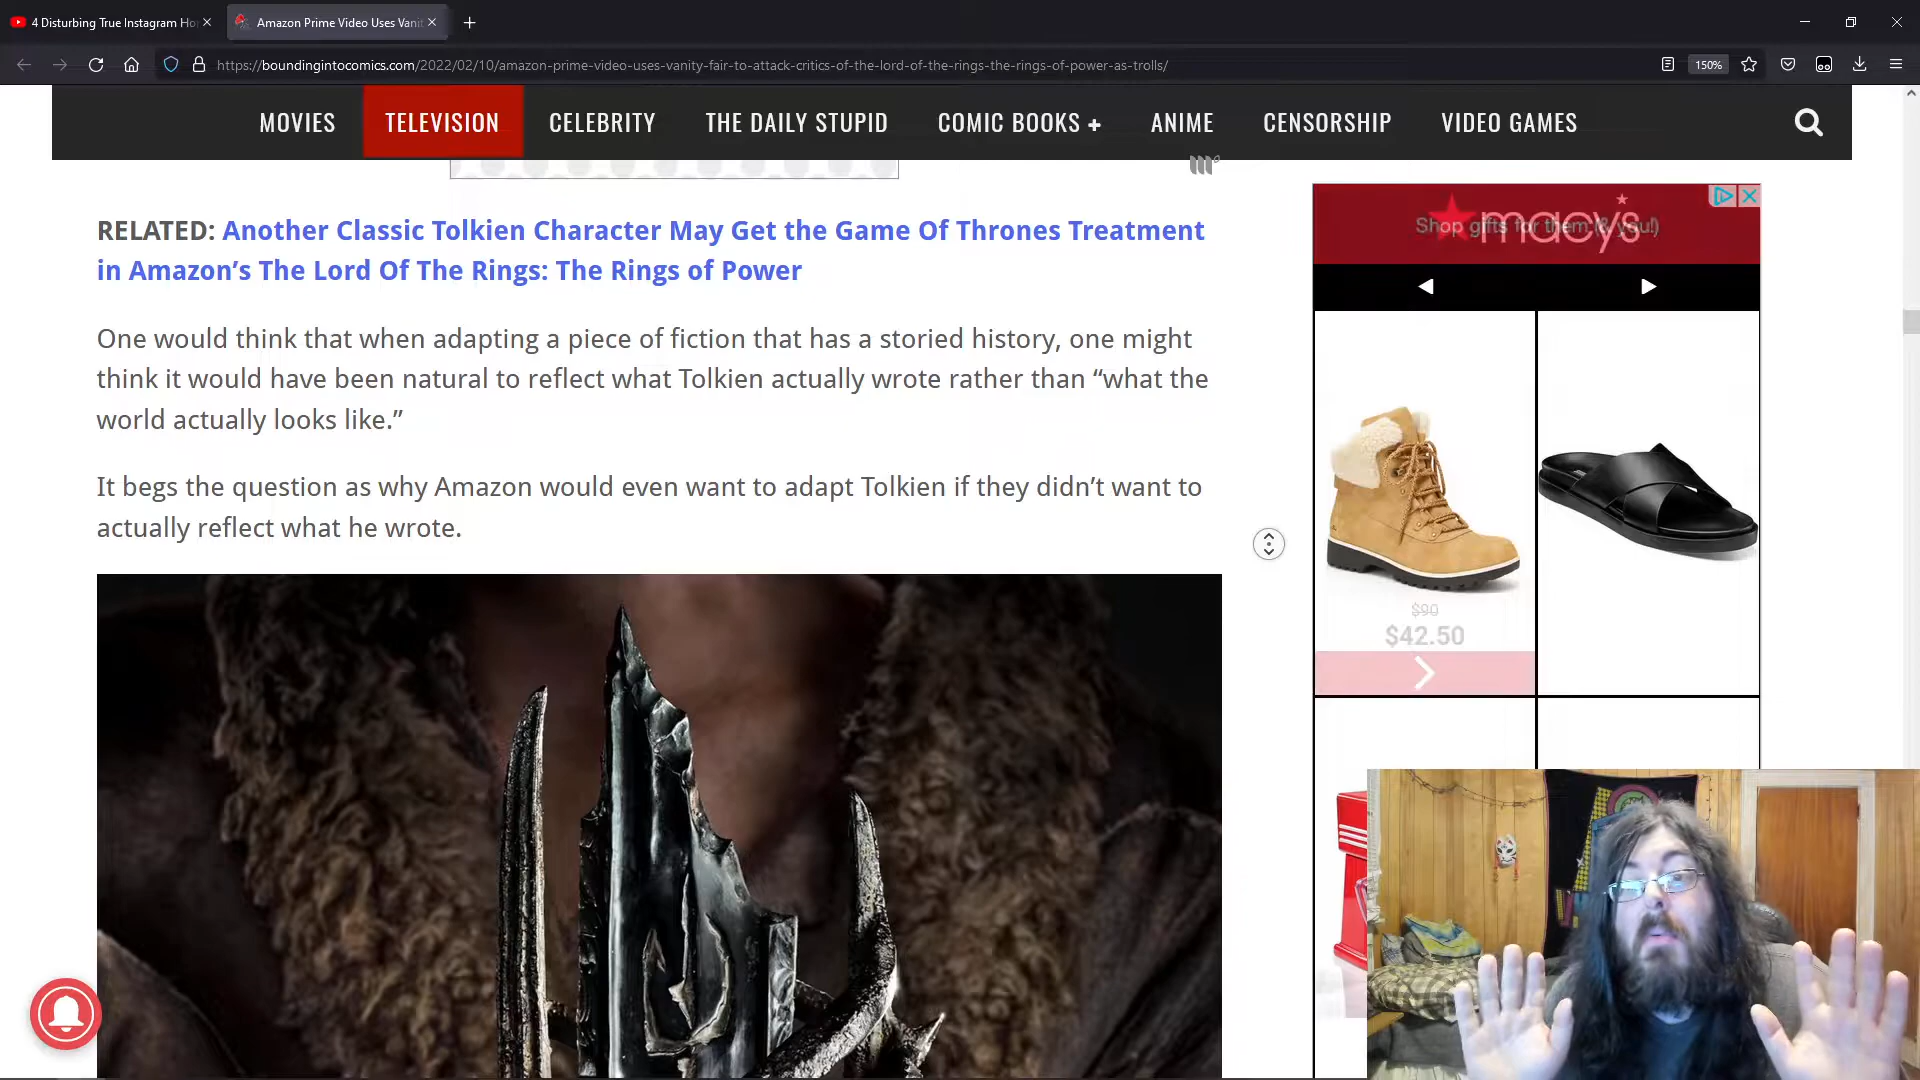 4 Disturbing True Instagram Ho
Amazon Prime Video Uses Vanit
https://boundingintocomics.com/2022/02/10/amazon-prime-video-uses-vanity-fair-to-attack-critics-of-the-lord-of-the-rings-the-rings-of-power-as-trolls/
150%
MOVIES TELEVISION CELEBRITY THE DAILY STUPID COMIC BOOKS + ANIME CENSORSHIP VIDEO GAMES
RELATED: Another Classic Tolkien Character May Get the Game Of Thrones Treatment
in Amazon’s The Lord Of The Rings: The Rings of Power
One would think that when adapting a piece of fiction that has a storied history, one might
think it would have been natural to reflect what Tolkien actually wrote rather than “what the
world actually looks like.”
It begs the question as why Amazon would even want to adapt Tolkien if they didn’t want to
actually reflect what he wrote.
macy's
Shop gifts for them (& you!)
$90
$42.50